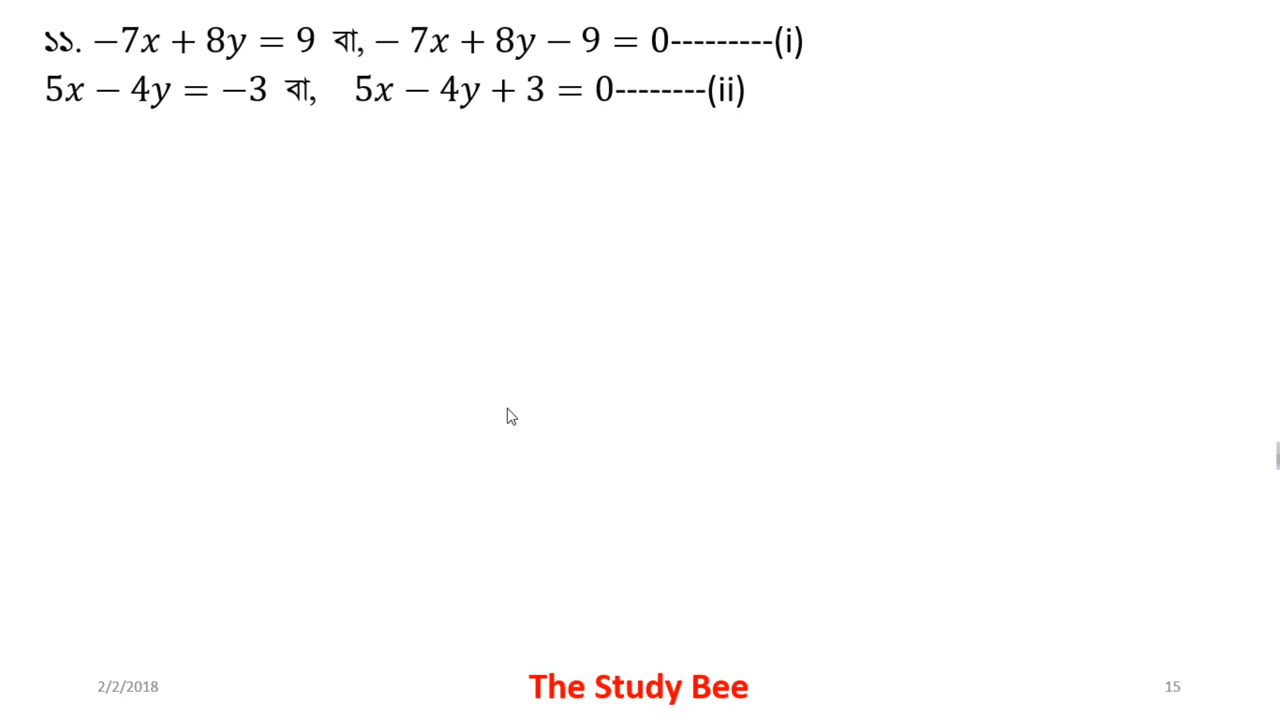 ১১. −7x + 8y = 9 বা, − 7x + 8y − 9 = 0---------(i)
5x − 4y = −3 বা, 5x − 4y + 3 = 0--------(ii)
2/2/2018
The Study Bee
15